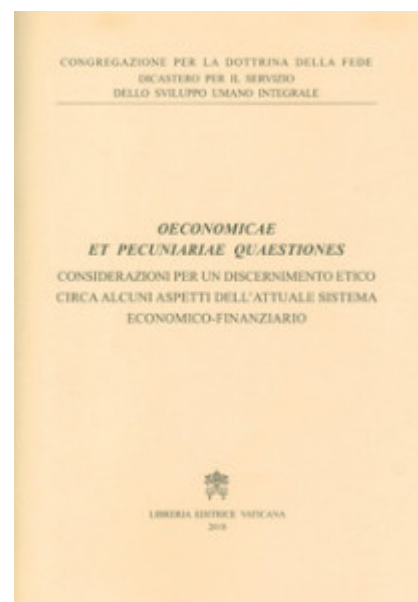 CONGREGAZIONE PER LA DOTTRINA DELLA FEDE
DICASTERO PER IL SERVIZIO
DELLO SVILUPPO UMANO INTEGRALE
OECONOMICAE
ET PECUNIARIAE QUAESTIONES
CONSIDERAZIONI PER UN DISCERNIMENTO ETICO
CIRCA ALCUNI ASPETTI DELL'ATTUALE SISTEMA
ECONOMICO-FINANZIARIO
LIBRERIA EDITRICE VATICANA
2018